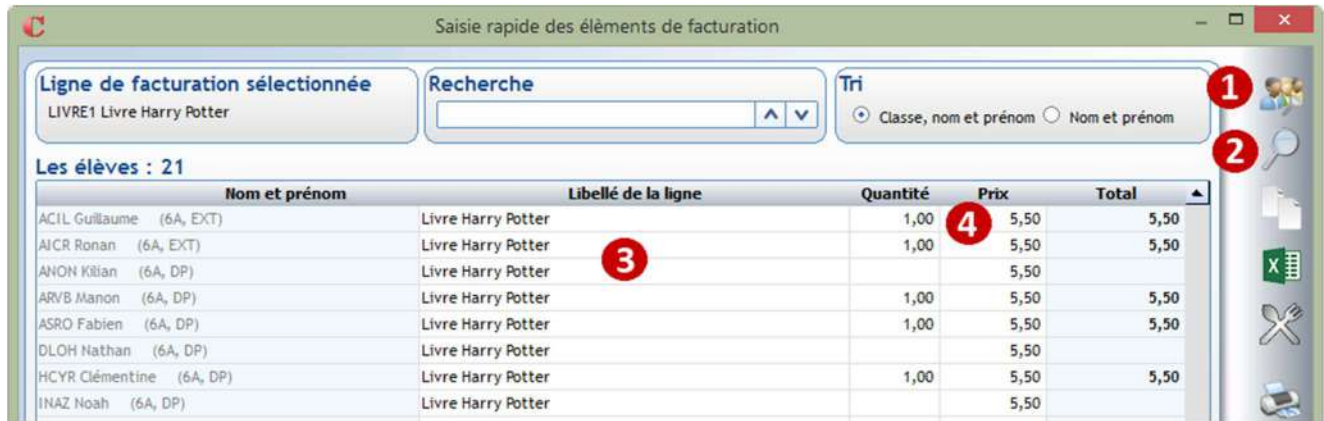 Saisie rapide des élèments de facturation
Ligne de facturation sélectionnée
LIVRE1 Livre Harry Potter
Recherche
Tri
Classe, nom et prénom Nom et prénom
1
2
Les élèves : 21
Nom et prénom Libellé de la ligne Quantité Prix Total
ACIL Guillaume (6A, EXT) Livre Harry Potter 1,00 5,50 5,50
4
AICR Ronan (6A, EXT) Livre Harry Potter 1,00 5,50 5,50
3
ANON Kilian (6A, DP) Livre Harry Potter 5,50
ARVB Manon (6A, DP) Livre Harry Potter 1,00 5,50 5,50
ASRO Fabien (6A, DP) Livre Harry Potter 1,00 5,50 5,50
DLOH Nathan (6A, DP) Livre Harry Potter 5,50
HCYR Clémentine (6A, DP) Livre Harry Potter 1,00 5,50 5,50
INAZ Noah (6A, DP) Livre Harry Potter 5,50